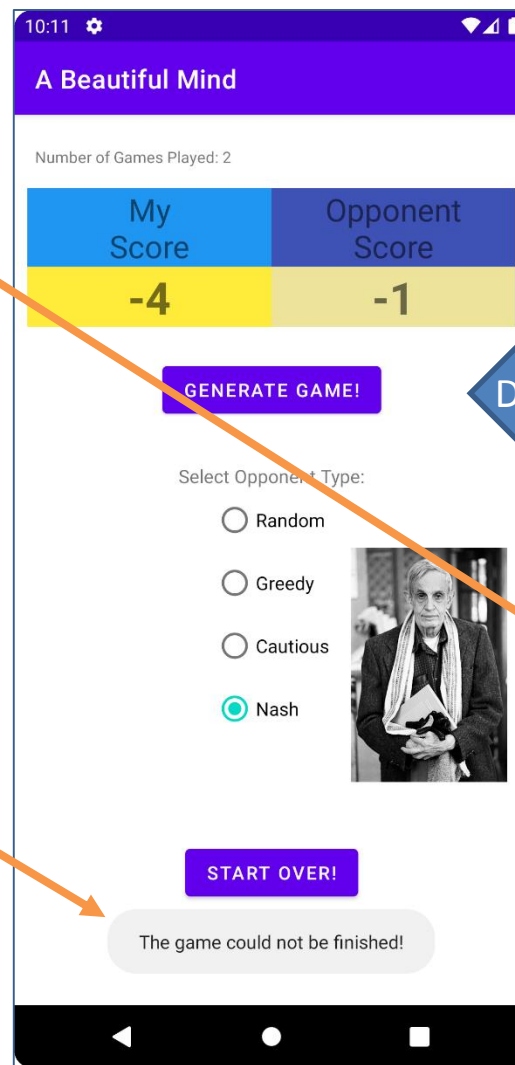 10:11
A Beautiful Mind
Number of Games Played: 2
My
Score
Opponent
Score
-4
-1
GENERATE GAME!
D
Select Opponent Type:
Random
Greedy
Cautious
Nash
START OVER!
The game could not be finished!